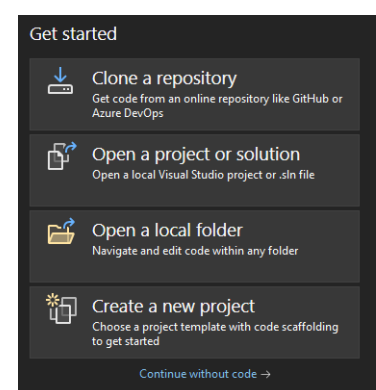 Get started
Clone a repository
Get code from an online repository like GitHub or
Azure DevOps
Open a project or solution
Open a local Visual Studio project or .sln file
Open a local folder
Navigate and edit code within any folder
Create a new project
Choose a project template with code scaffolding
to get started
Continue without code →